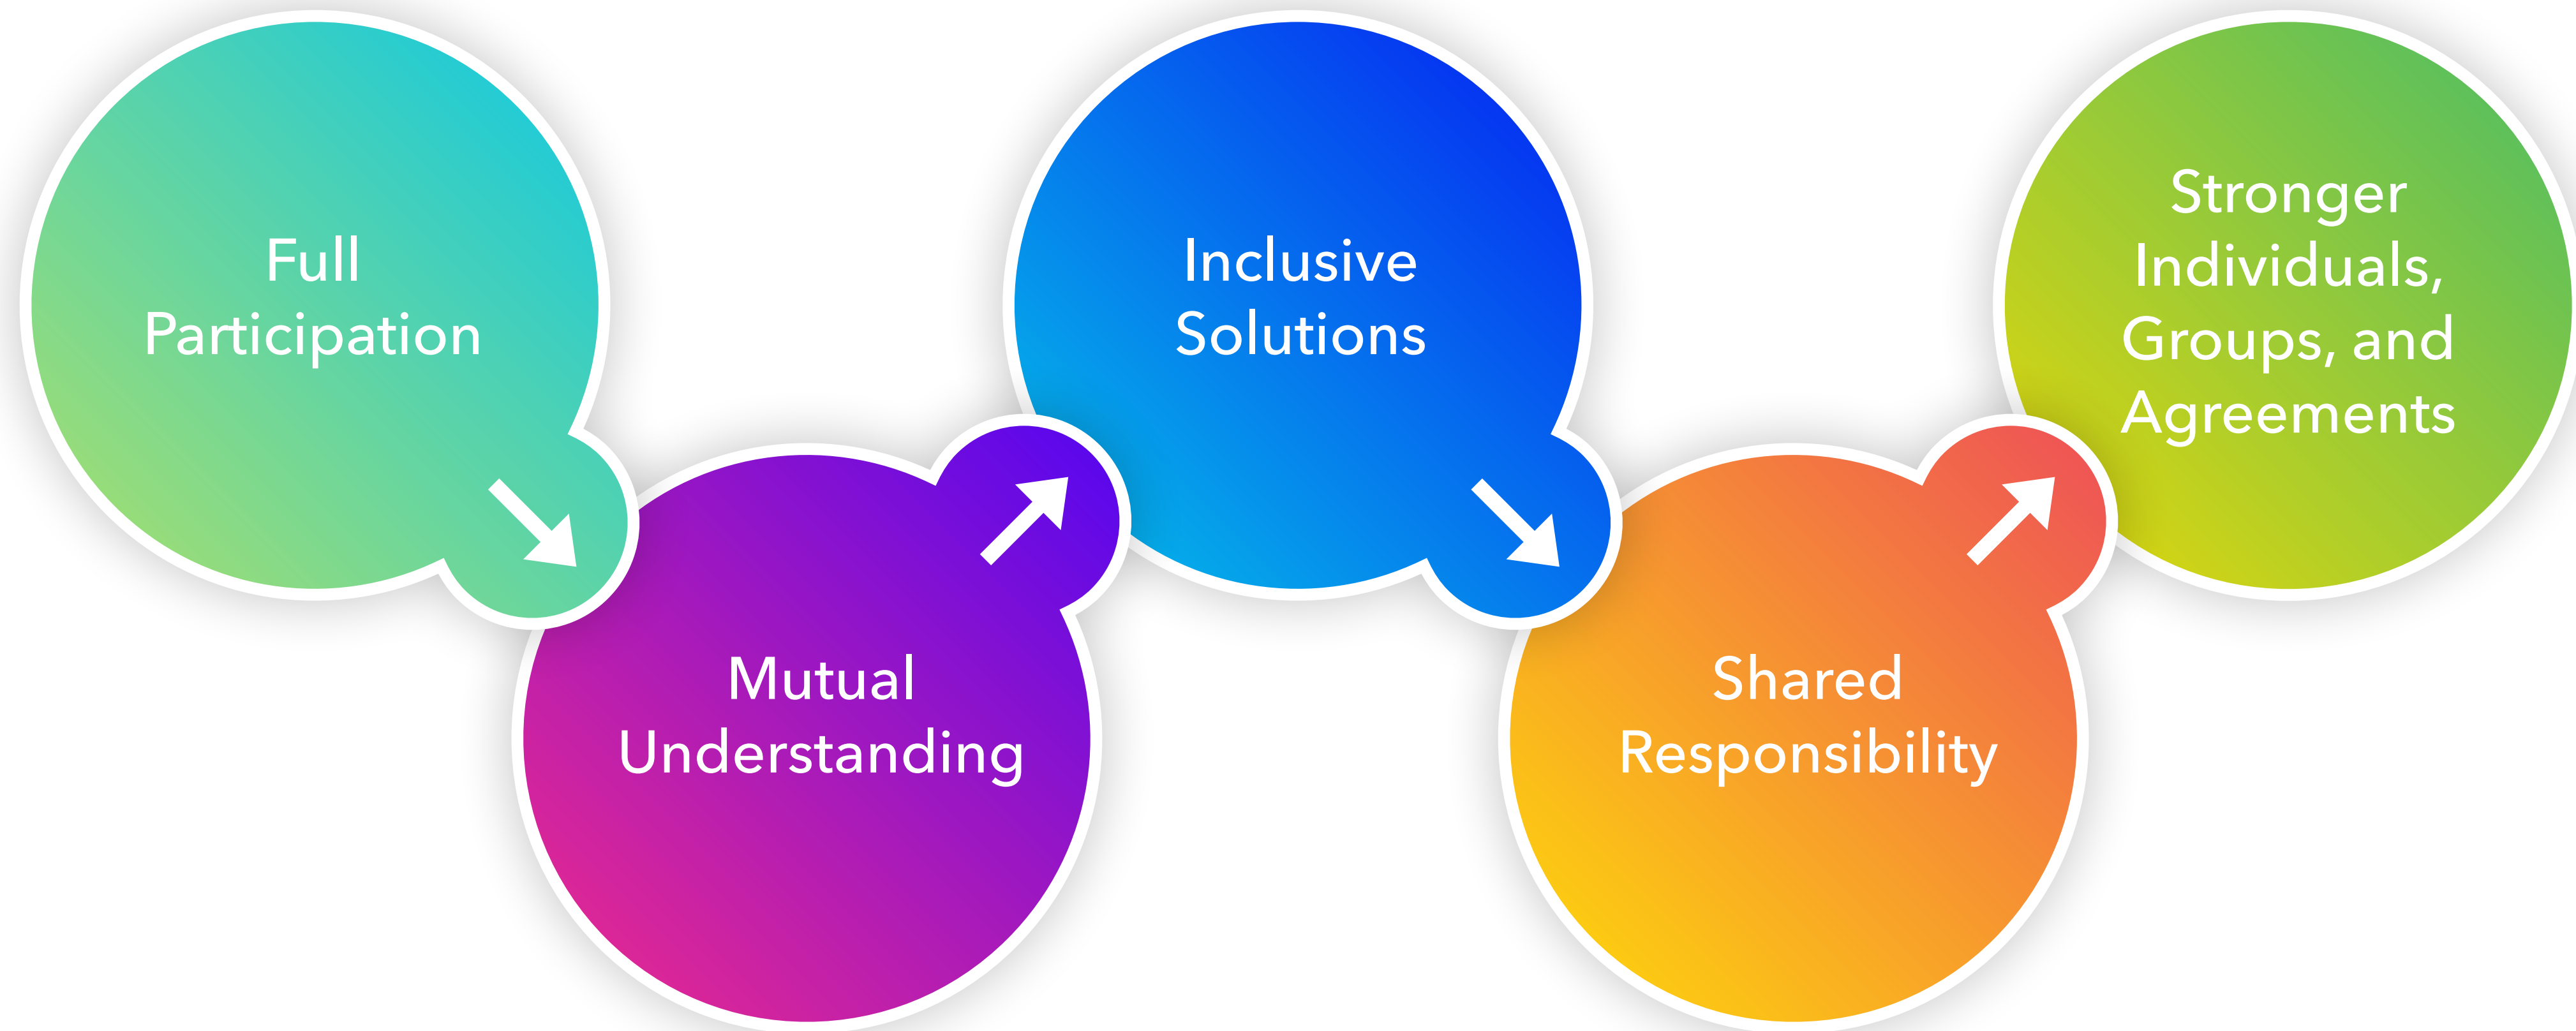 Full
Participation
Mutual
Understanding
Inclusive
Solutions
Shared
Responsibility
Stronger
Individuals,
Groups, and
Agreements